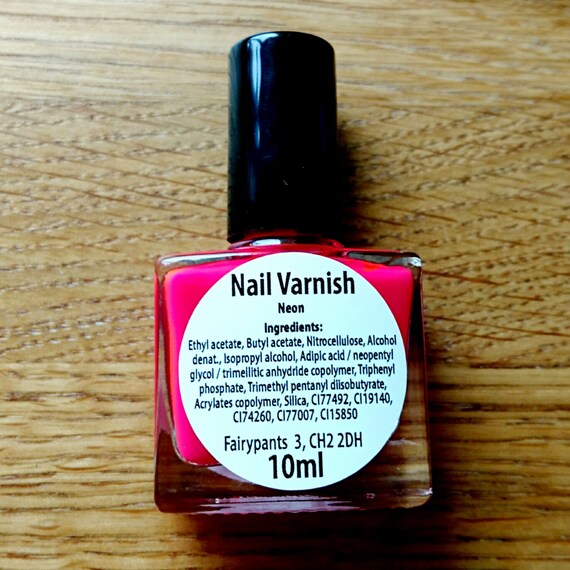 Nail Varnish
Neon
Ingredients:
Ethyl acetate, Butyl acetate, Nitrocellulose, Alcohol
denat., Isopropyl alcohol, Adipic acid / neopentyl
glycol / trimellitic anhydride copolymer, Triphenyl
phosphate, Trimethyl pentanyl diisobutyrate,
Acrylates copolymer, Silica, CI77492, CI19140,
CI74260, CI77007, CI15850
Fairypants 3, CH2 2DH
10ml